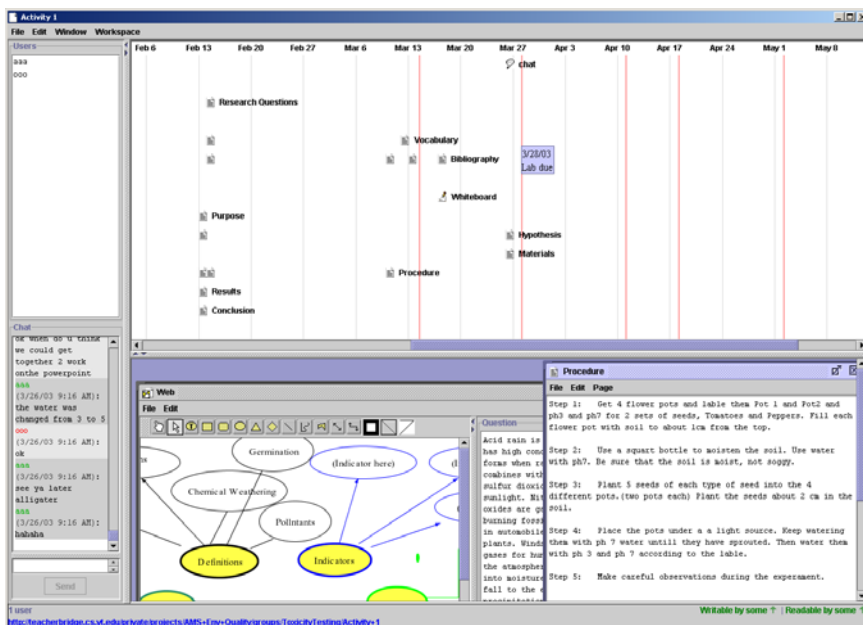 Activity 1
File Edit Window Workspace
Users
aaa
ooo
Feb 6 Feb 13 Feb 20 Feb 27 Mar 6 Mar 13 Mar 20 Mar 27 Apr 3 Apr 10 Apr 17 Apr 24 May 1 May 8
chat
Research Questions
Vocabulary
Bibliography
3/28/03
Lab due
Whiteboard
Purpose
Hypothesis
Materials
Procedure
Results
Conclusion
Chat
ok when do u think
we could get
together 2 work
onthe powerpoint
aaa
(3/26/03 9:16 AM):
the water was
changed from 3 to 5
ooo
(3/26/03 9:16 AM):
ok
aaa
(3/26/03 9:16 AM):
see ya later
alligater
aaa
(3/26/03 9:16 AM):
hahaha
Send
Web
File Edit
Germination
(Indicator here)
Chemical Weathering
Pollntants
Definitions
Indicators
Question
Acid rain is
has high conc
forms when re
combines with
sulfur dioxid
sunlight. Nit
oxides are ga
burning fossi
in automobile
plants. Winds
gases for hun
the atmospher
into moisture
fall to the e
precipitation
Procedure
File Edit Page
Step 1: Get 4 flower pots and lable them Pot 1 and Pot2 and
ph3 and ph7 for 2 sets of seeds, Tomatoes and Peppers. Fill each
flower pot with soil to about 1cm from the top.
Step 2: Use a squart bottle to moisten the soil. Use water
with ph7. Be sure that the soil is moist, not soggy.
Step 3: Plant 5 seeds of each type of seed into the 4
different pots.(two pots each) Plant the seeds about 2 cm in the
soil.
Step 4: Place the pots under a a light source. Keep watering
them with ph 7 water untill they have sprouted. Then water them
with ph 3 and ph 7 according to the lable.
Step 5: Make careful observations during the experament.
1 user
Writable by some | Readable by some
http://teacherbridge.cs.vt.edu/private/projects/AMS+Env+Quality/groups/ToxicityTesting/Activity+1